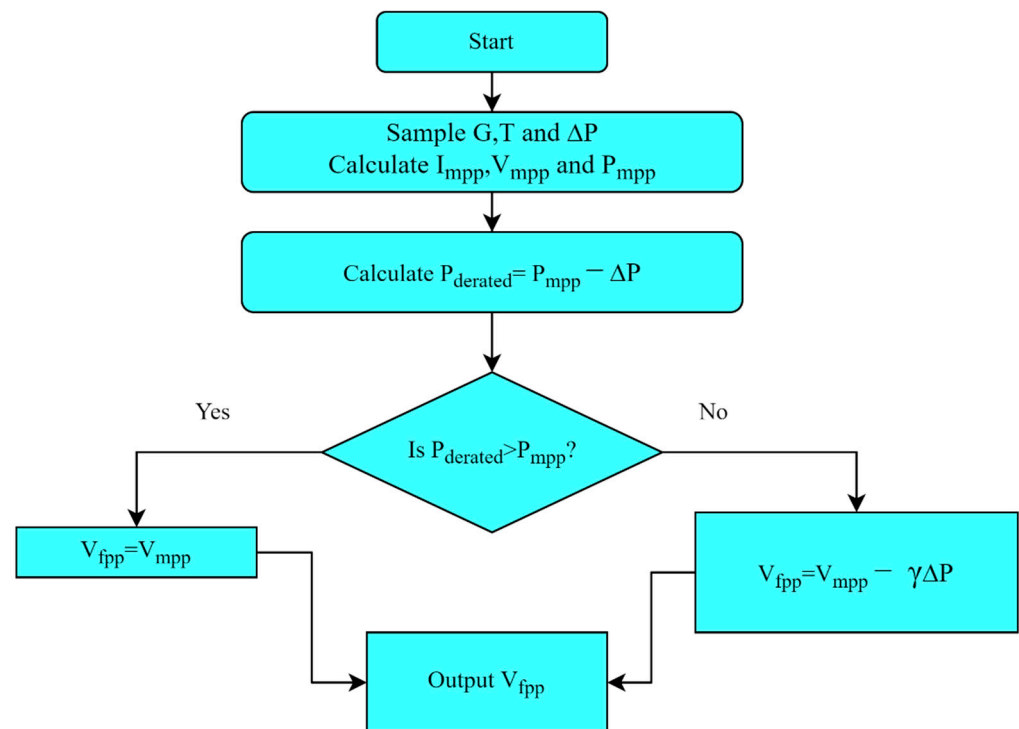 Start
Sample G,T and ΔP
Calculate Impp,Vmpp and Pmpp
Calculate Pderated= Pmpp − ΔP
Yes
No
Is Pderated>Pmpp?
Vfpp=Vmpp
Vfpp=Vmpp − γΔP
Output Vfpp